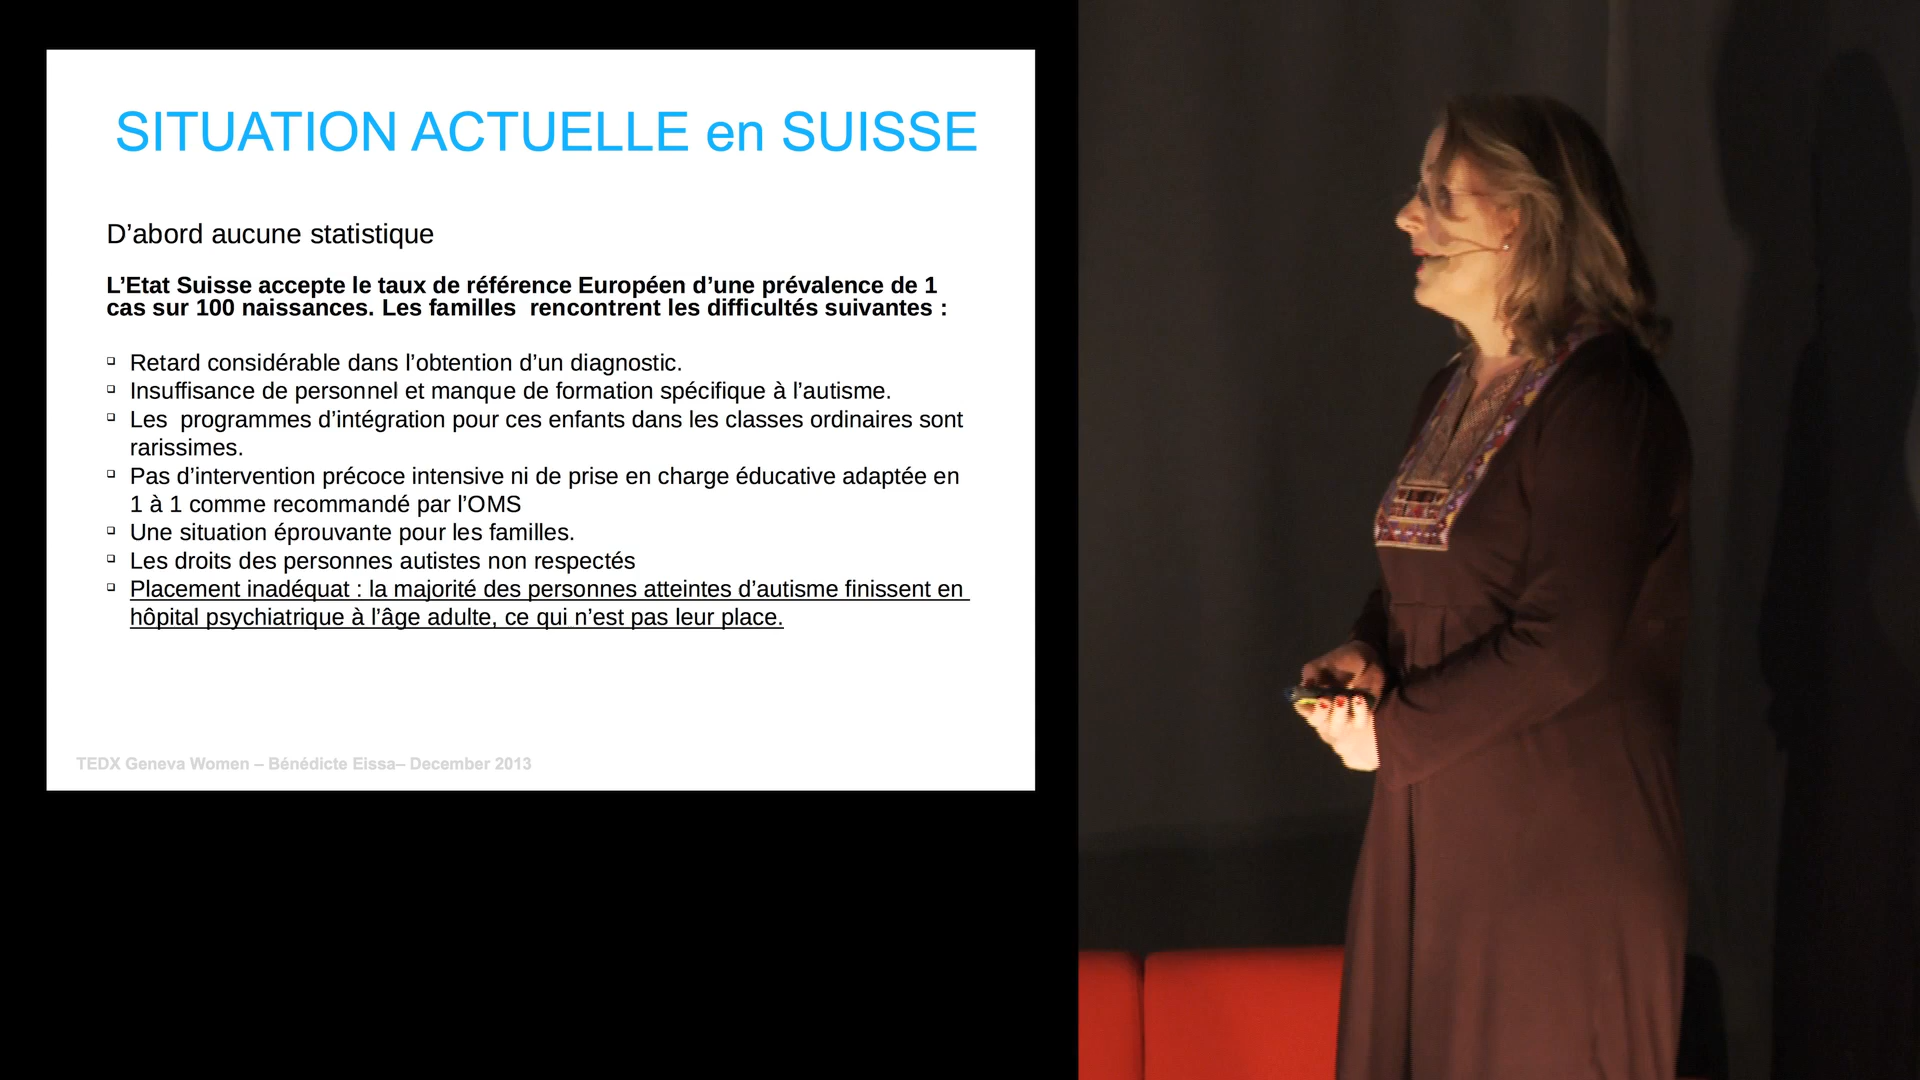 SITUATION ACTUELLE en SUISSE
D’abord aucune statistique
L’Etat Suisse accepte le taux de référence Européen d’une prévalence de 1
cas sur 100 naissances. Les familles  rencontrent les difficultés suivantes :
Retard considérable dans l’obtention d’un diagnostic.
Insuffisance de personnel et manque de formation spécifique à l’autisme.
Les  programmes d’intégration pour ces enfants dans les classes ordinaires sont
rarissimes.
Pas d’intervention précoce intensive ni de prise en charge éducative adaptée en
1 à 1 comme recommandé par l’OMS
Une situation éprouvante pour les familles.
Les droits des personnes autistes non respectés
Placement inadéquat : la majorité des personnes atteintes d’autisme finissent en
hôpital psychiatrique à l’âge adulte, ce qui n’est pas leur place.
TEDX Geneva Women – Bénédicte Eissa– December 2013